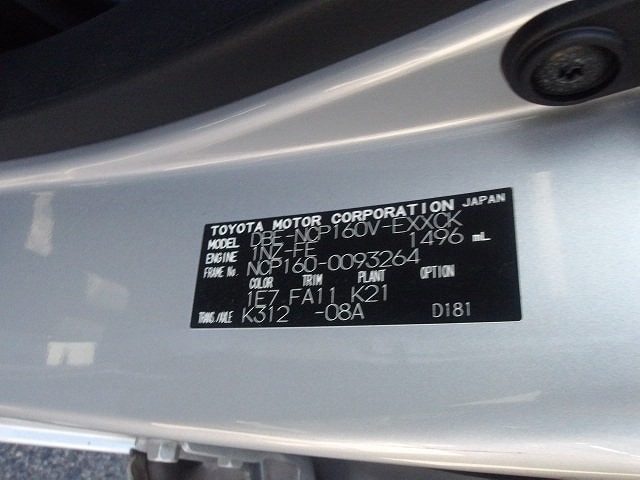 TOYOTA MOTOR CORPORATION JAPAN
MODEL DBE-NCP160V-EXXCK
ENGINE 1NZ-FE 1496 mL
FRAME No. NCP160-0093264
COLOR TRIM PLANT OPTION
1E7 FA11 K21
TRANS./AXLE K312 -08A D181